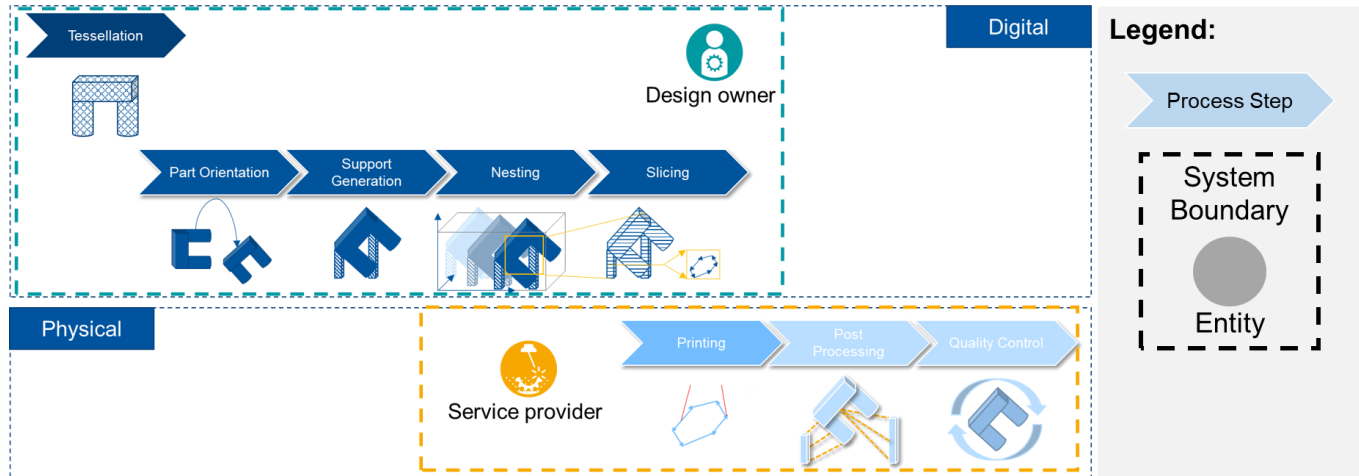 Tessellation
Digital
Legend:
Design owner
Process Step
Part Orientation
Support
Generation
Nesting
Slicing
System
Boundary
Entity
Physical
Printing
Post
Processing
Quality Control
Service provider